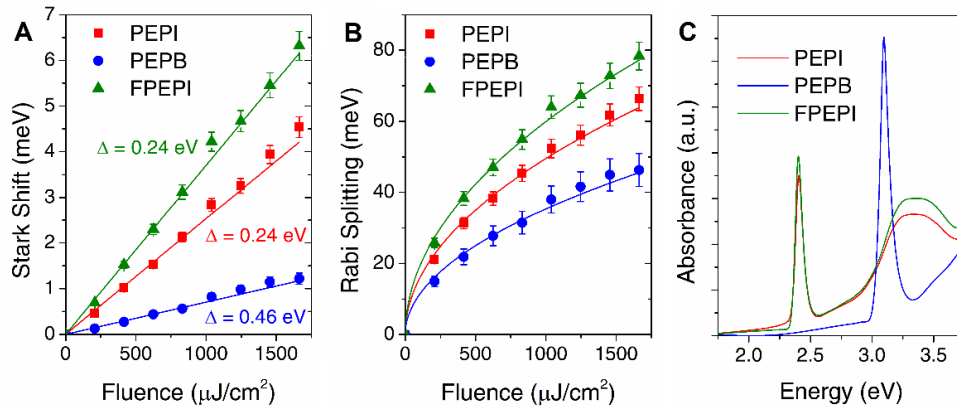 A
PEPI
PEPB
FPEPI
Δ = 0.24 eV
Δ = 0.24 eV
Δ = 0.46 eV
Stark Shift (meV)
7
6
5
4
3
2
1
0
0 500 1000 1500
Fluence (μJ/cm²)
B
PEPI
PEPB
FPEPI
Rabi Splitting (meV)
80
60
40
20
0
0 500 1000 1500
Fluence (μJ/cm²)
C
PEPI
PEPB
FPEPI
Absorbance (a.u.)
2.0 2.5 3.0 3.5
Energy (eV)